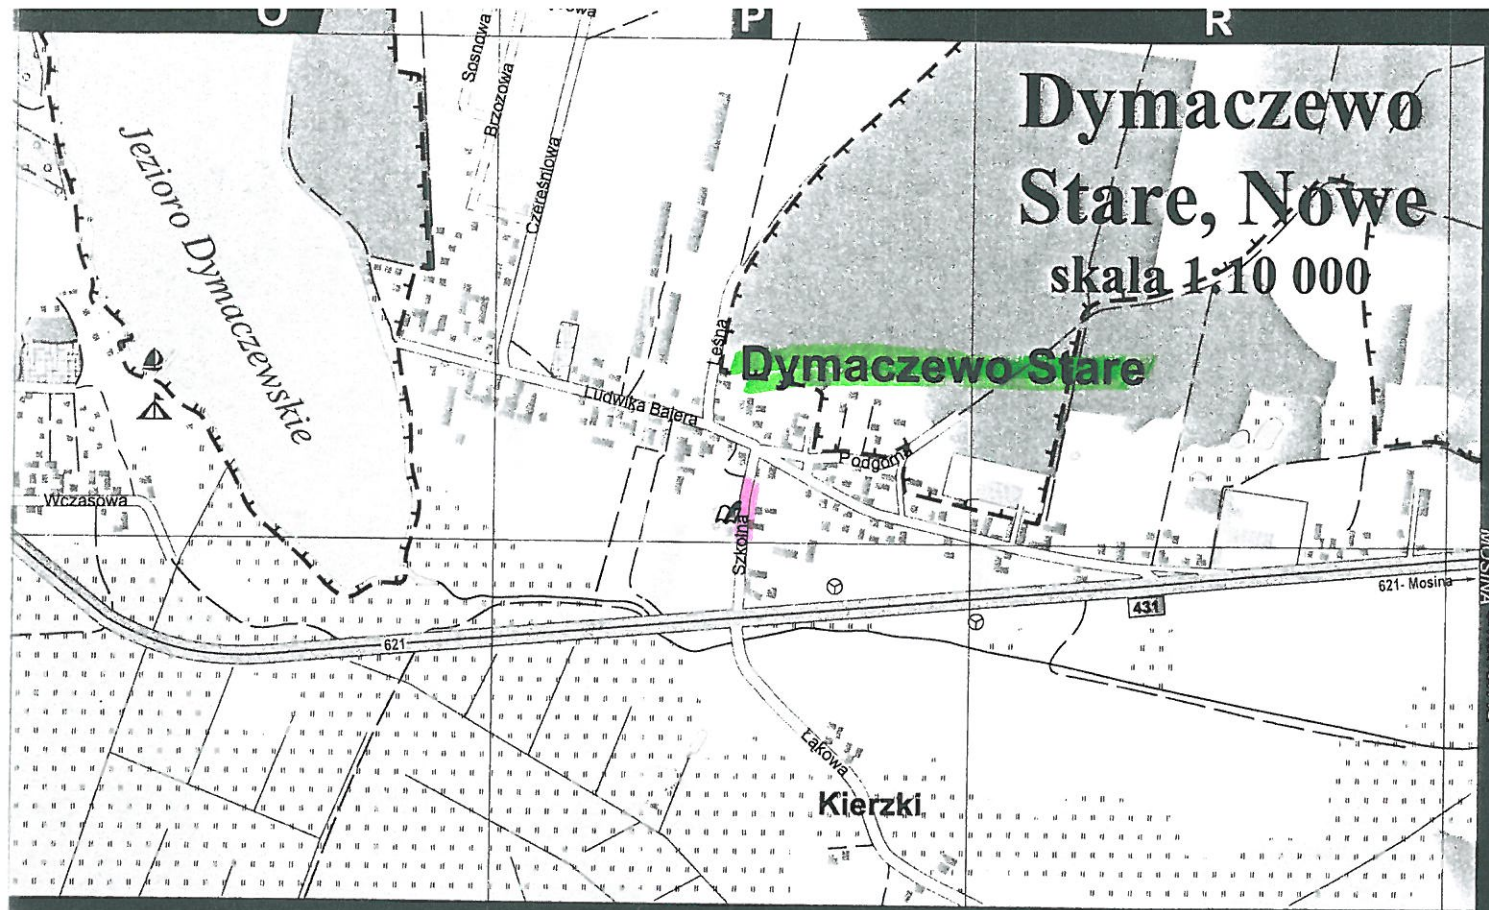 O P R
Dymaczewo
Stare, Nowe
skala 1:10 000
Sosnowa
Brzozowa
Czereśniowa
Jezioro Dymaczewskie
Leśna
Dymaczewo Stare
Ludwika Bajera
Podgórna
Wczasowa
Szkolna
621
431
621- Mosina
MOSINA
Łąkowa
Kierzki